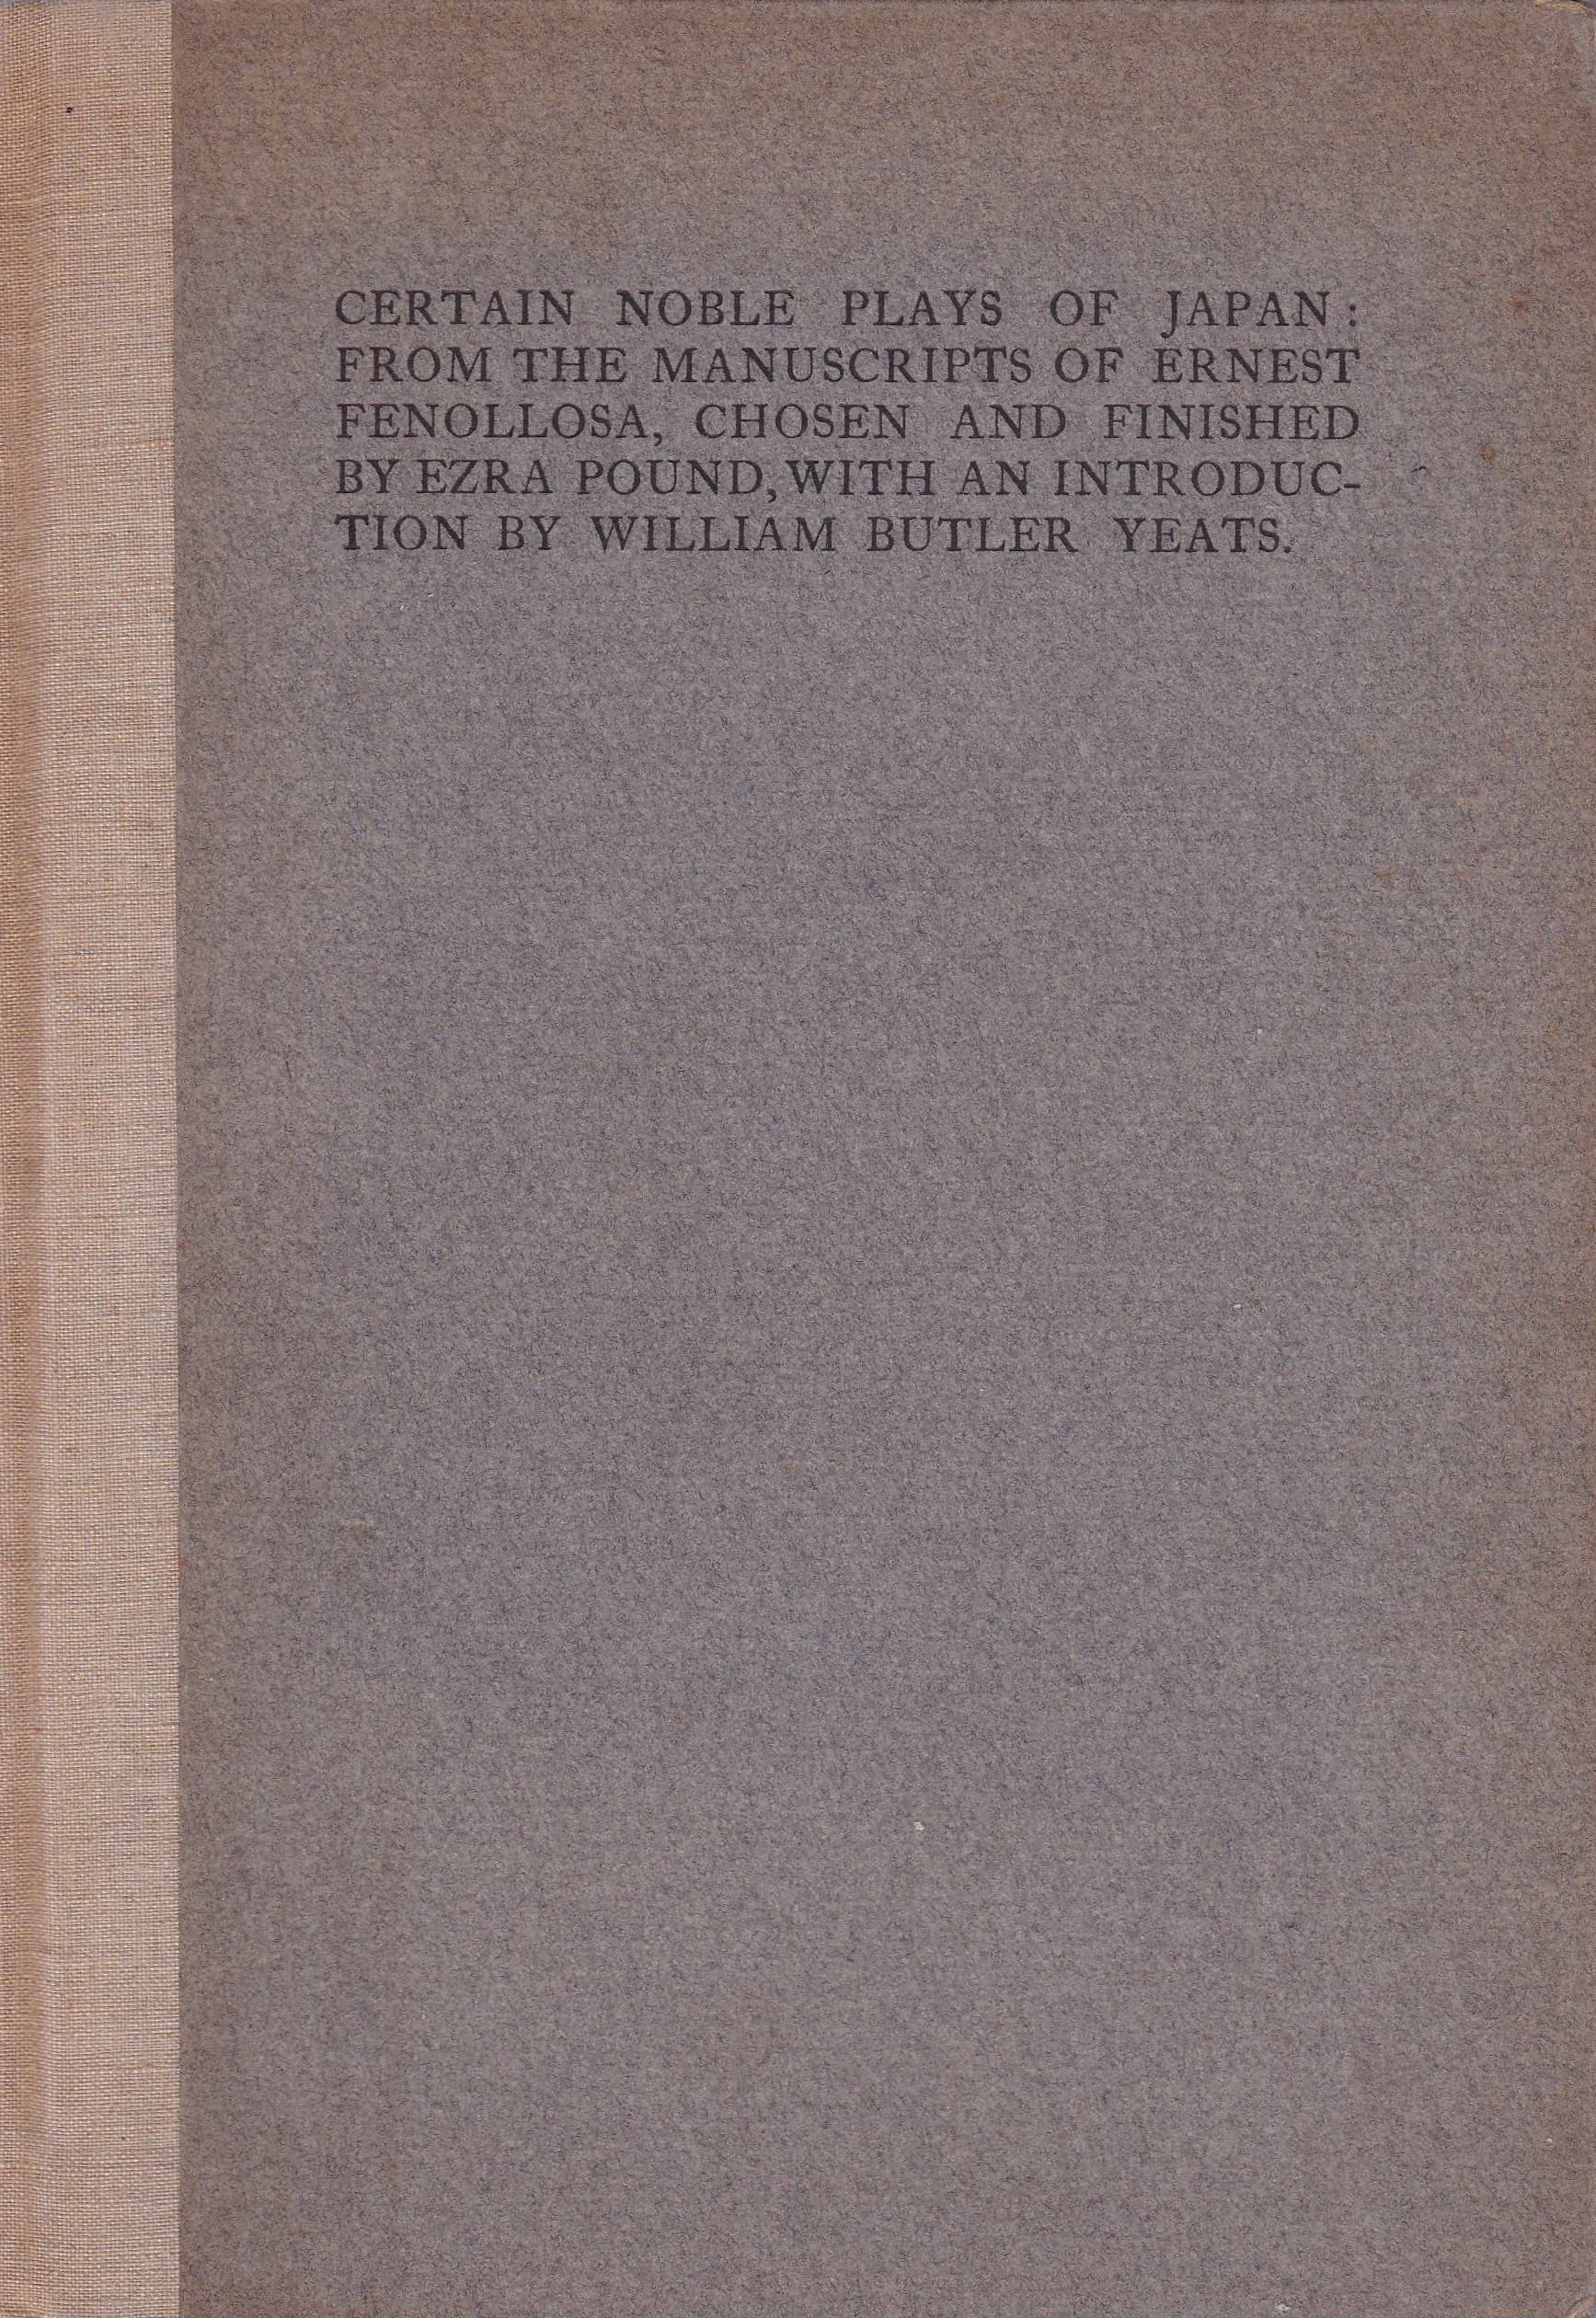 CERTAIN NOBLE PLAYS OF JAPAN:
FROM THE MANUSCRIPTS OF ERNEST
FENOLLOSA, CHOSEN AND FINISHED
BY EZRA POUND, WITH AN INTRODUC-
TION BY WILLIAM BUTLER YEATS.